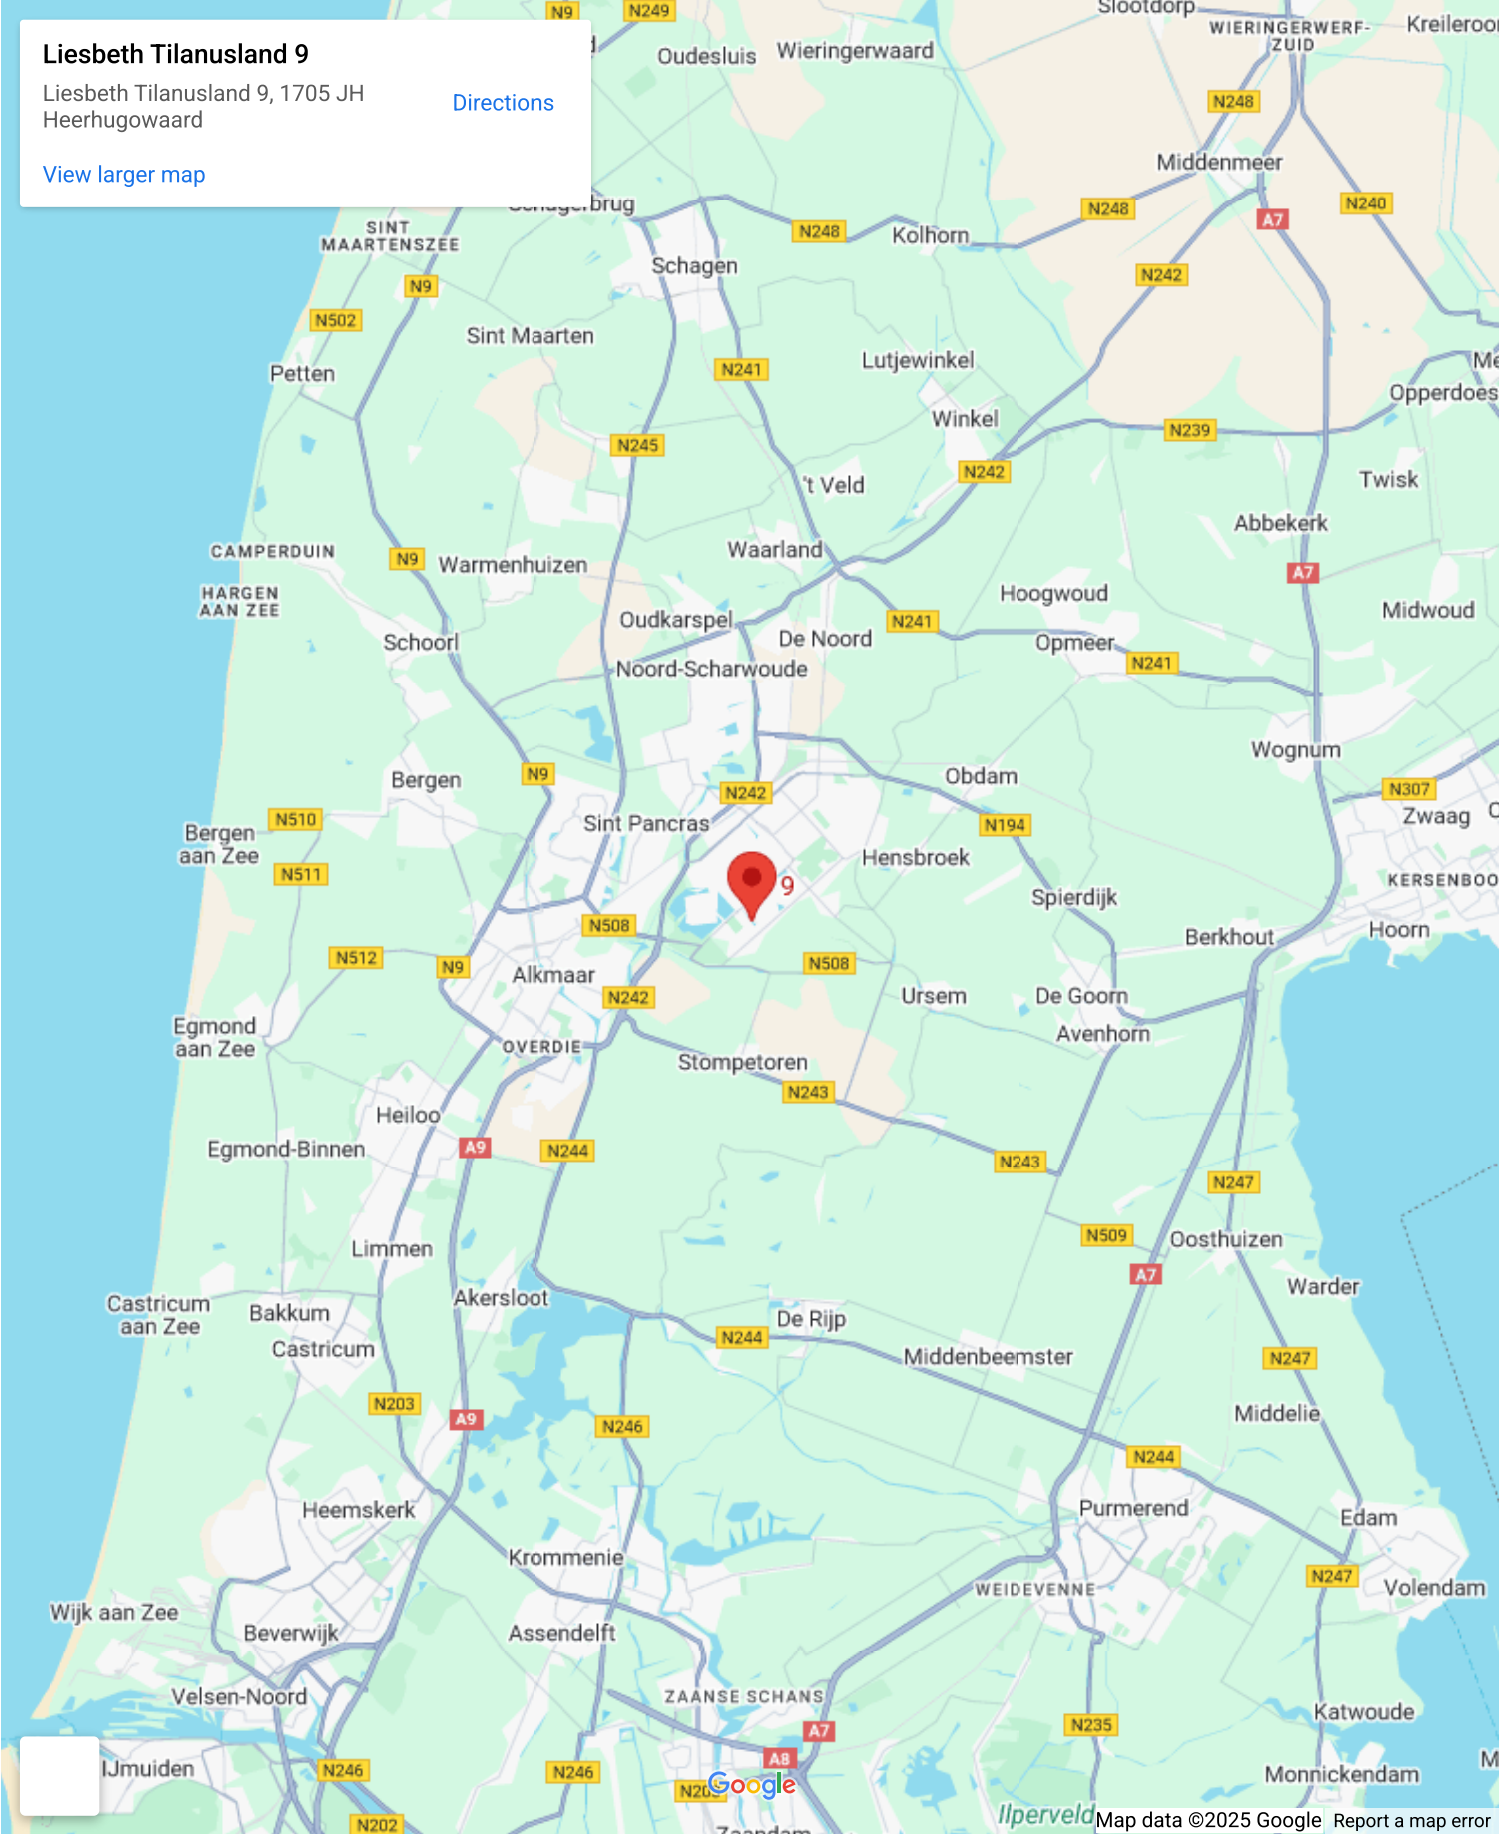 Liesbeth Tilanusland 9
Liesbeth Tilanusland 9, 1705 JH
Heerhugowaard
Directions
View larger map
N9
N249
Oudesluis
Wieringerwaard
Slootdorp
WIERINGERWERF-
ZUID
N248
Middenmeer
N248
N240
A7
N248
Kolhorn
Schagerbrug
SINT
MAARTENSZEE
Schagen
N242
N9
N502
Sint Maarten
Petten
N241
Lutjewinkel
Opperdoes
Winkel
N239
N245
N242
't Veld
Twisk
Abbekerk
CAMPERDUIN
N9
Warmenhuizen
Waarland
A7
HARGEN
AAN ZEE
Hoogwoud
Midwoud
Oudkarspel
N241
Schoorl
De Noord
Opmeer
N241
Noord-Scharwoude
Wognum
Bergen
N9
Obdam
N242
N307
N510
Sint Pancras
N194
Zwaag
Bergen
aan Zee
Hensbroek
N511
9
Spierdijk
N508
Berkhout
Hoorn
N512
N9
Alkmaar
N508
N242
Ursem
De Goorn
Egmond
aan Zee
OVERDIE
Avenhorn
Stompetoren
N243
Heiloo
Egmond-Binnen
A9
N244
N243
N247
N509
Oosthuizen
Limmen
A7
Warder
Castricum
aan Zee
Bakkum
Akersloot
De Rijp
N244
Castricum
Middenbeemster
N247
N203
A9
N246
Middelie
N244
Heemskerk
Purmerend
Edam
Krommenie
N247
WEIDEVENNE
Volendam
Wijk aan Zee
Beverwijk
Assendelft
Velsen-Noord
ZAANSE SCHANS
Katwoude
A7
N235
A8
IJmuiden
N246
N246
Google
Monnickendam
N202
Ilperveld
Map data ©2025 Google
Report a map error